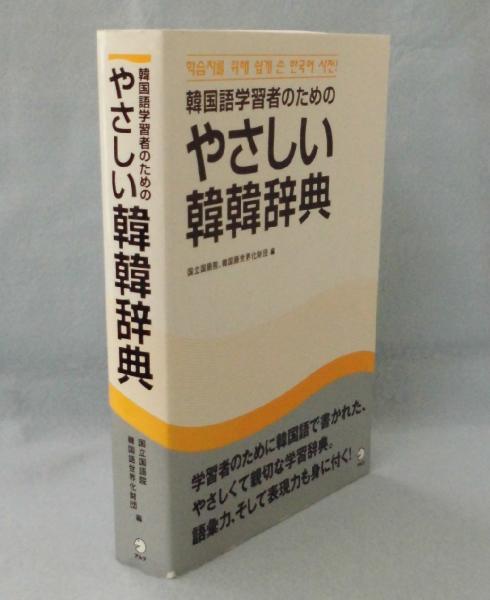 학습자를 위해 쉽게 쓴 한국어 사전!
韓国語学習者のための
やさしい
韓韓辞典
国立国語院、韓国語世界化財団 編
学習者のために韓国語で書かれた、
やさしくて親切な学習辞典。
語彙力、そして表現力も身に付く!
アルク
韓国語学習者のための
やさしい韓韓辞典
国立国語院
韓国語世界化財団 編
アルク